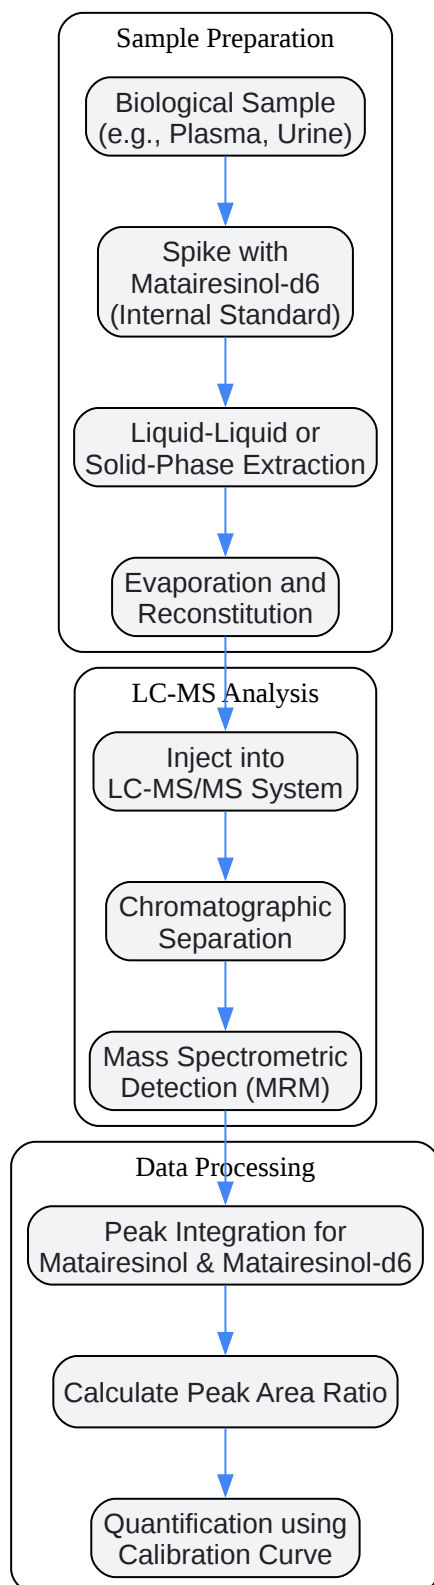 Sample Preparation
Biological Sample
(e.g., Plasma, Urine)
Spike with
Matairesinol-d6
(Internal Standard)
Liquid-Liquid or
Solid-Phase Extraction
Evaporation and
Reconstitution
LC-MS Analysis
Inject into
LC-MS/MS System
Chromatographic
Separation
Mass Spectrometric
Detection (MRM)
Data Processing
Peak Integration for
Matairesinol & Matairesinol-d6
Calculate Peak Area Ratio
Quantification using
Calibration Curve